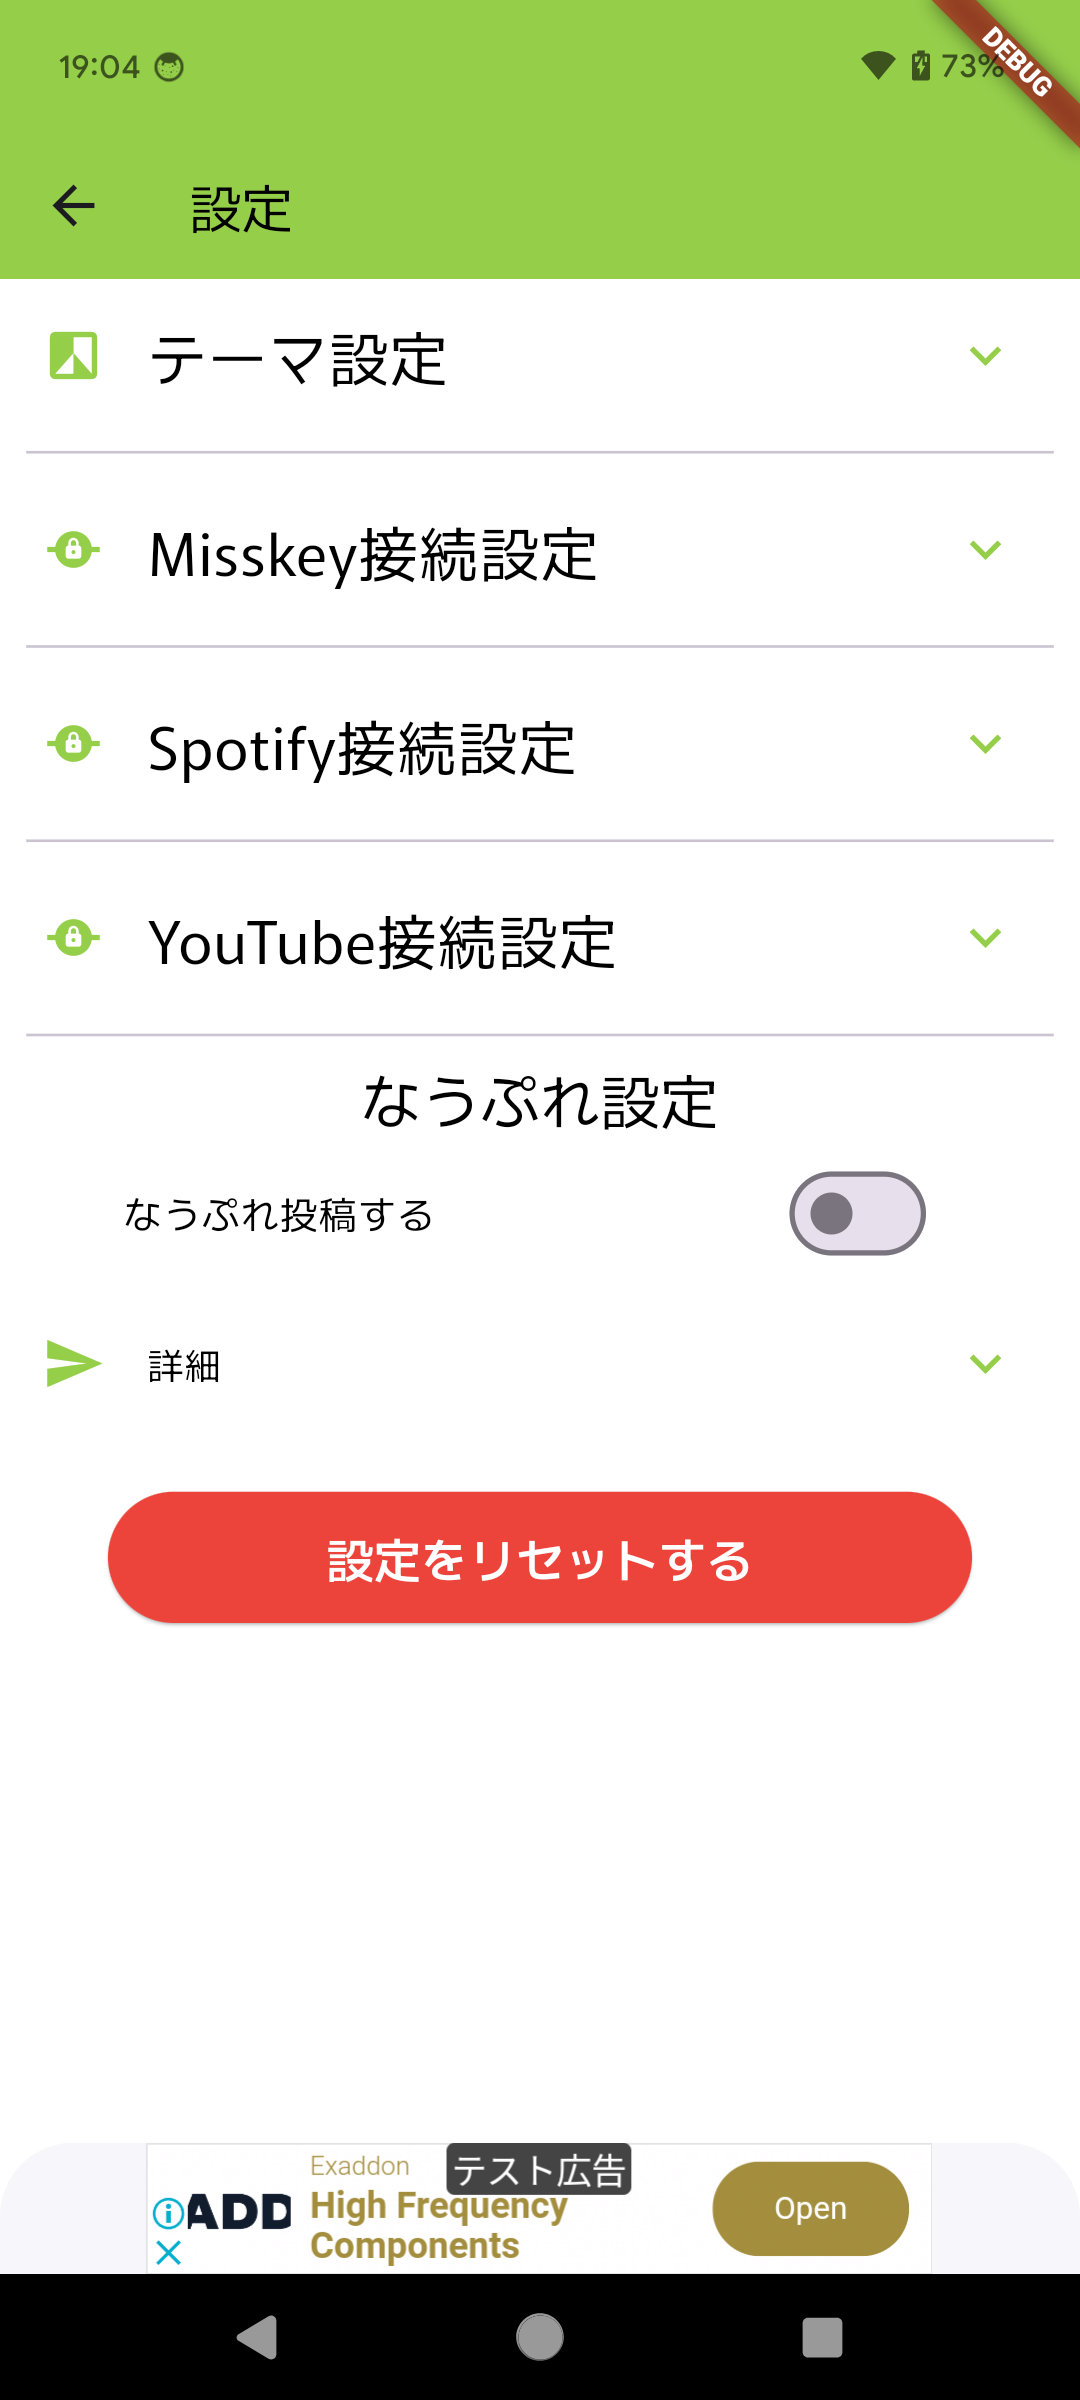 19:04
73%
DEBUG
設定
テーマ設定
Misskey接続設定
Spotify接続設定
YouTube接続設定
なうぷれ設定
なうぷれ投稿する
詳細
設定をリセットする
テスト広告
Exaddon
ADD
High Frequency
Components
Open